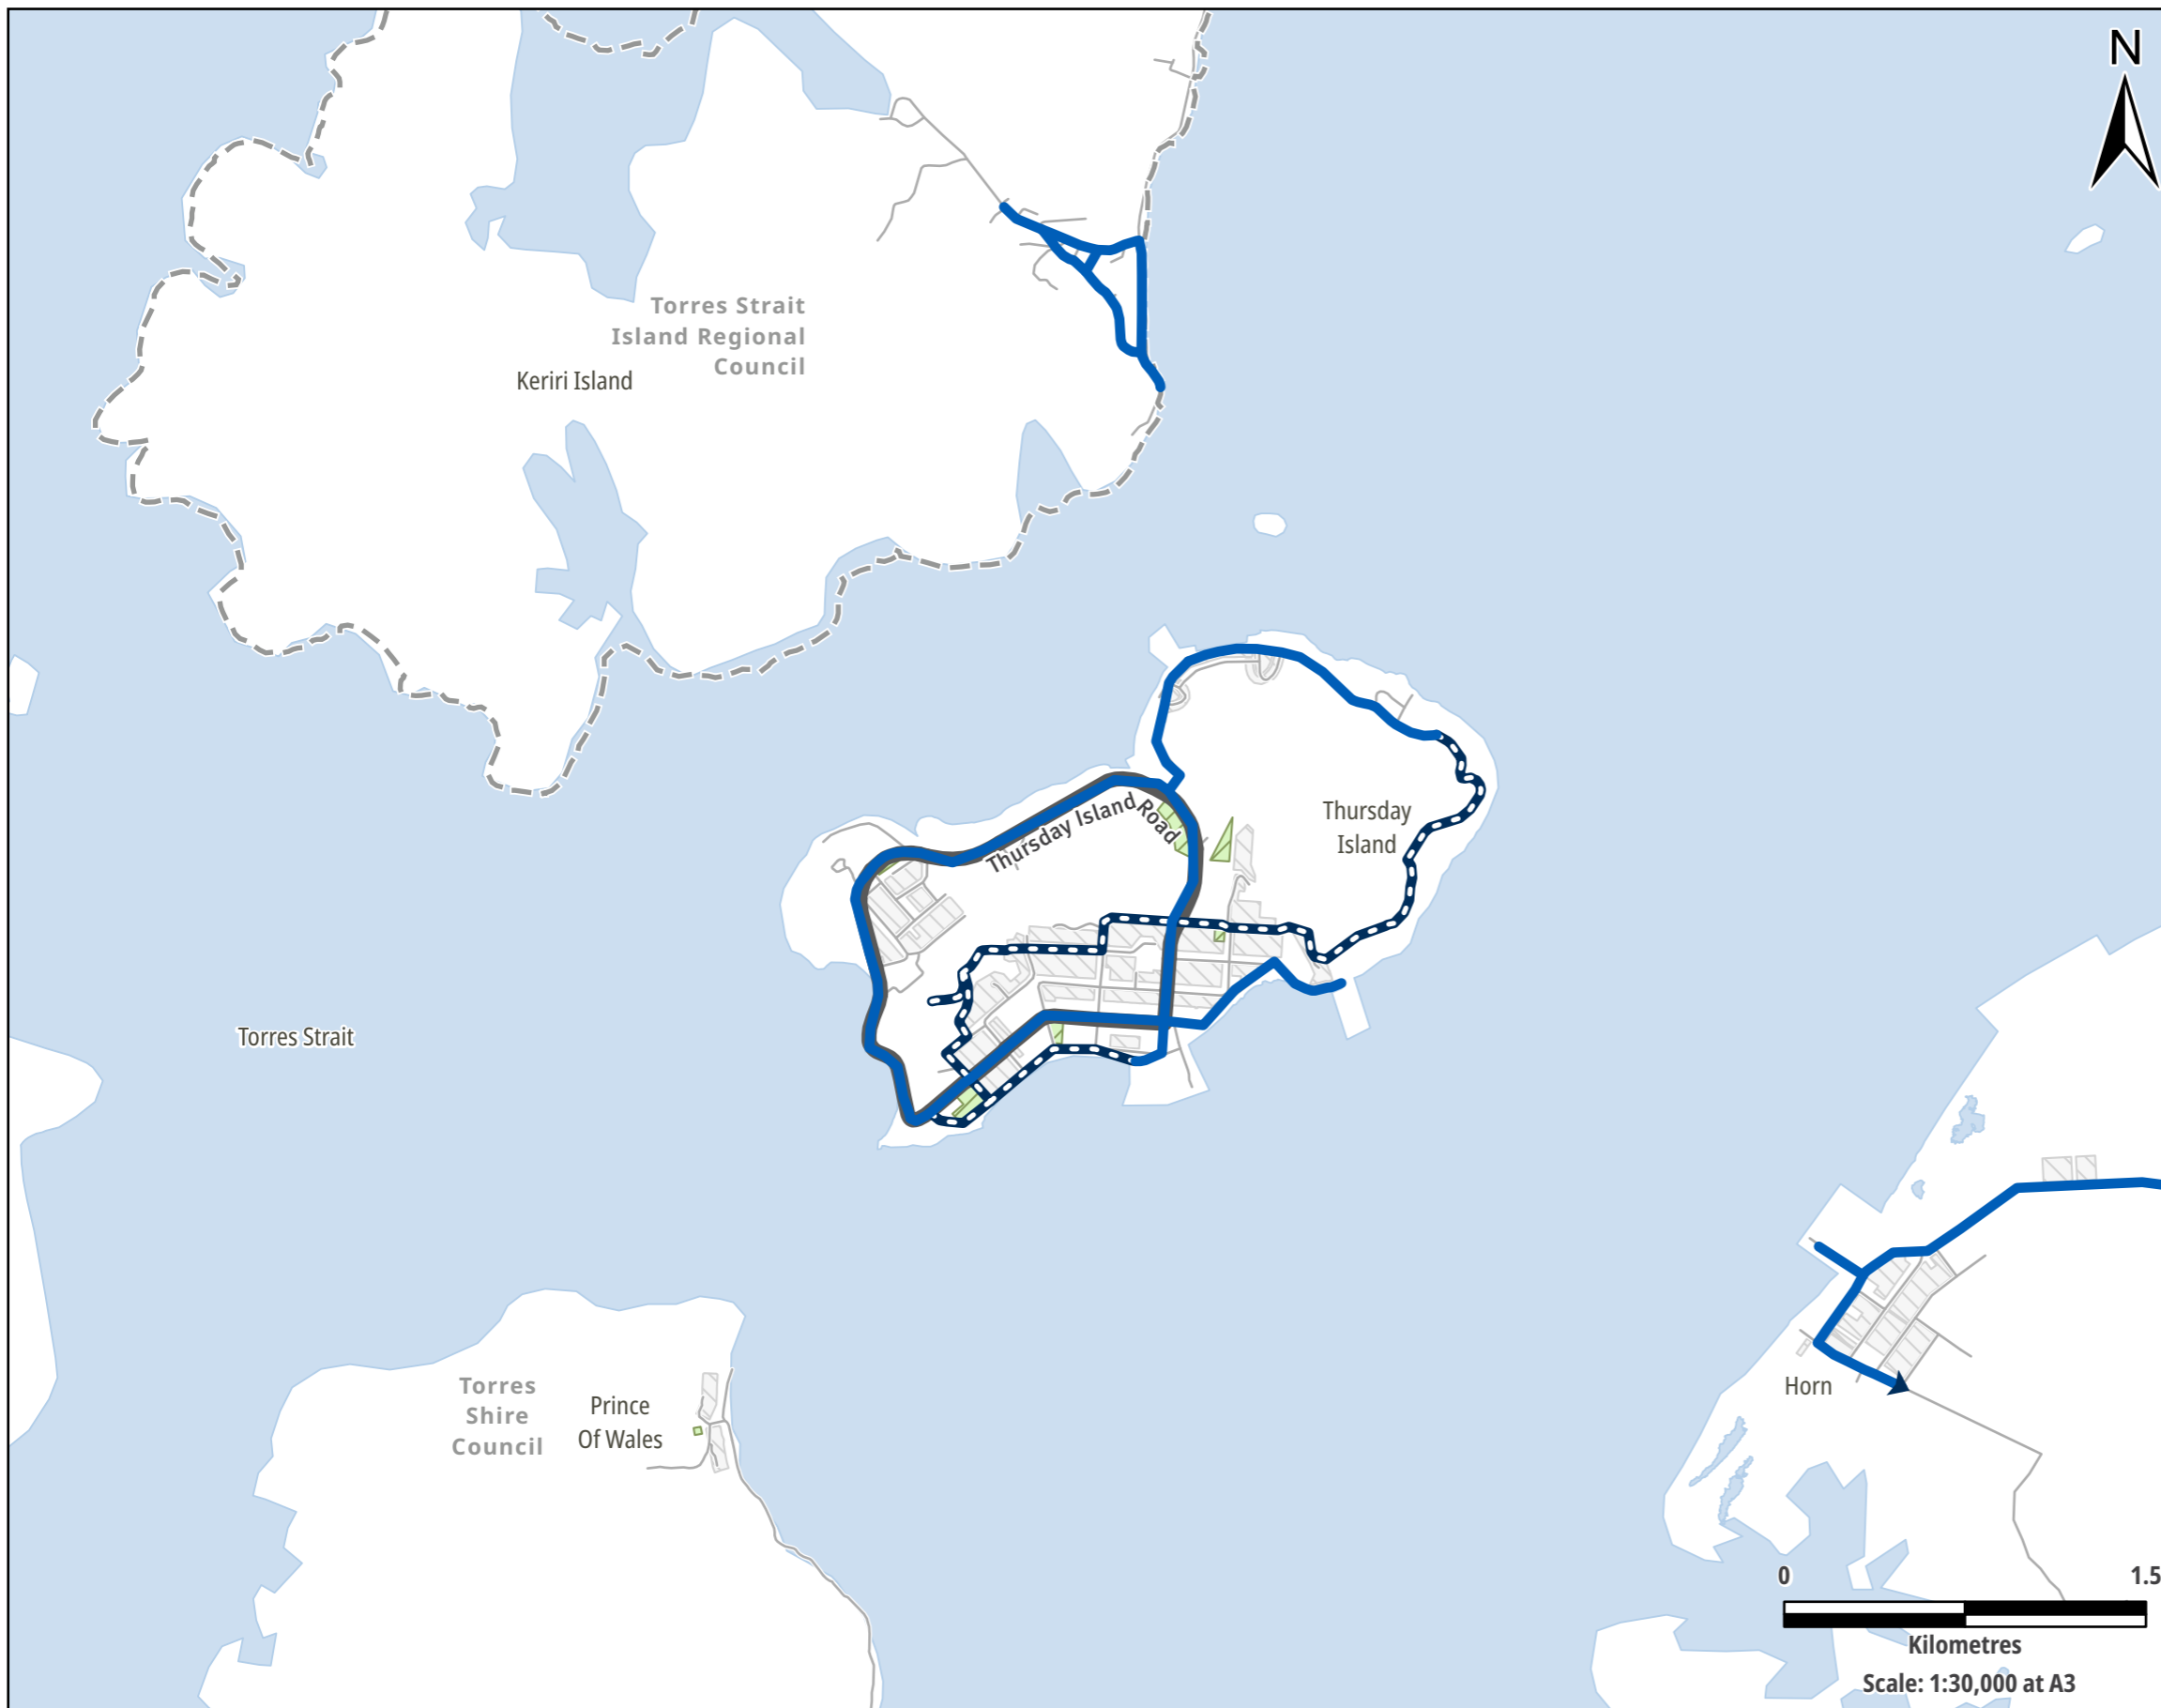 N
Torres Strait
Island Regional
Council
Keriri Island
Thursday Island Road
Thursday
Island
Torres Strait
Torres
Shire
Council
Prince
Of Wales
Horn
0 1.5
Kilometres
Scale: 1:30,000 at A3